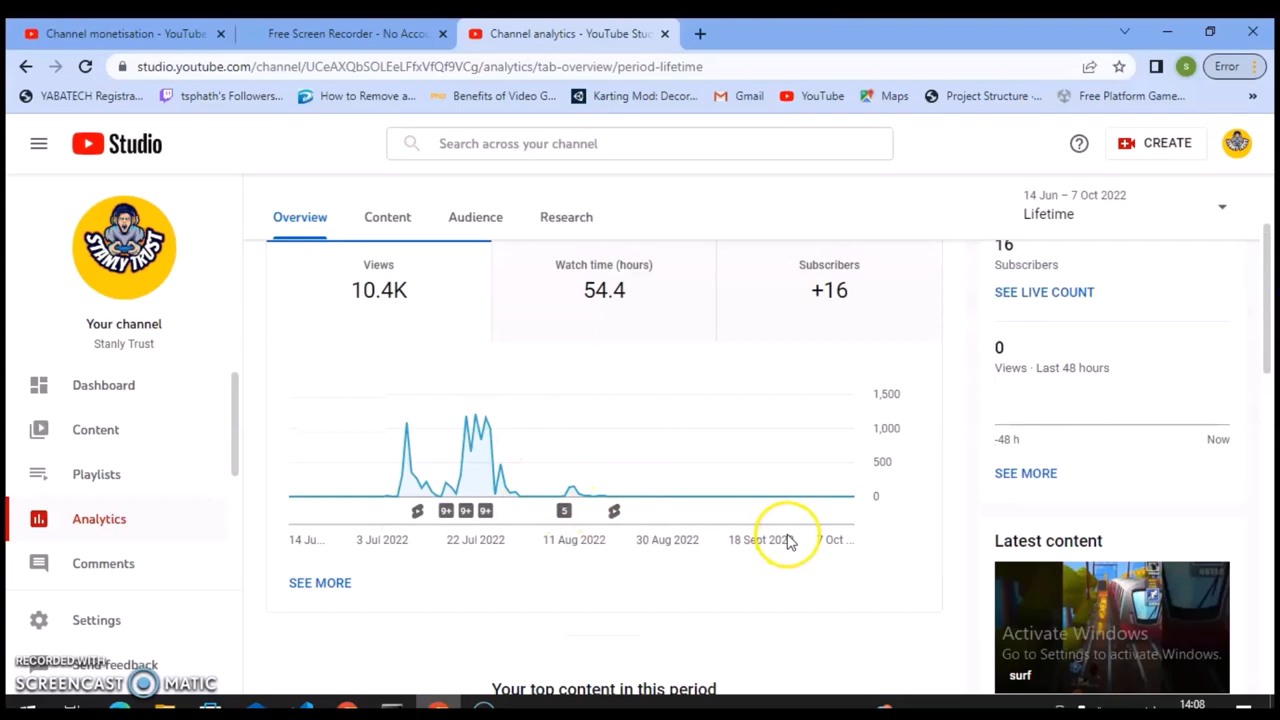 Channel monetisation - YouTube
Free Screen Recorder - No Accou
Channel analytics - YouTube Stud
studio.youtube.com/channel/UCeAXQbSOLEeLFfxVfQf9VCg/analytics/tab-overview/period-lifetime
Error
YABATECH Registra...
tsphath's Followers...
How to Remove a...
Benefits of Video G...
Karting Mod: Decor...
Gmail
YouTube
Maps
Project Structure ·...
Free Platform Game...
Studio
Search across your channel
CREATE
STANLY TRUST
Your channel
Stanly Trust
Dashboard
Content
Playlists
Analytics
Comments
Settings
Send feedback
Overview
Content
Audience
Research
14 Jun – 7 Oct 2022
Lifetime
Views
10.4K
Watch time (hours)
54.4
Subscribers
+16
1,500
1,000
500
0
9+
9+
9+
5
14 Ju...
3 Jul 2022
22 Jul 2022
11 Aug 2022
30 Aug 2022
18 Sept 202
7 Oct ...
SEE MORE
Your top content in this period
16
Subscribers
SEE LIVE COUNT
0
Views · Last 48 hours
-48 h
Now
SEE MORE
Latest content
Activate Windows
Go to Settings to activate Windows.
surf
RECORDED WITH
SCREENCAST MATIC
14:08